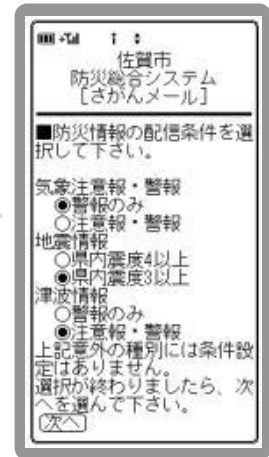 佐賀市
防災総合システム
[さがんメール]
■防災情報の配信条件を選
択して下さい。
気象注意報・警報
◉警報のみ
○注意報・警報
地震情報
○県内震度4以上
◉県内震度3以上
津波情報
○警報のみ
◉注意報・警報
上記意外の種別には条件設
定はありません。
選択が終わりましたら、次
へを選んで下さい。
[次へ]